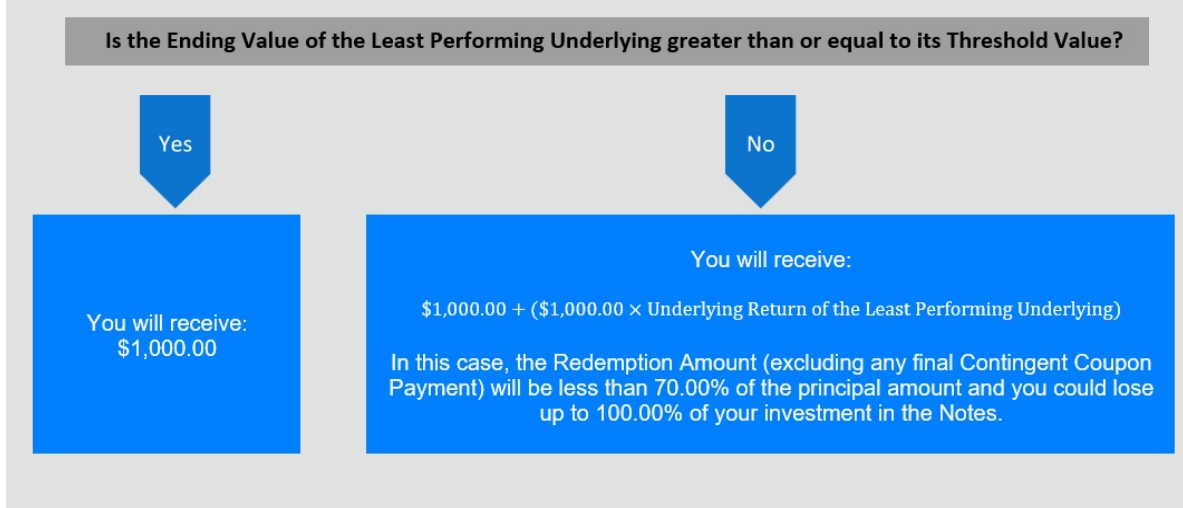 Is the Ending Value of the Least Performing Underlying greater than or equal to its Threshold Value?
Yes
No
You will receive:
$1,000.00
You will receive:
$1,000.00 + ($1,000.00 × Underlying Return of the Least Performing Underlying)
In this case, the Redemption Amount (excluding any final Contingent Coupon
Payment) will be less than 70.00% of the principal amount and you could lose
up to 100.00% of your investment in the Notes.